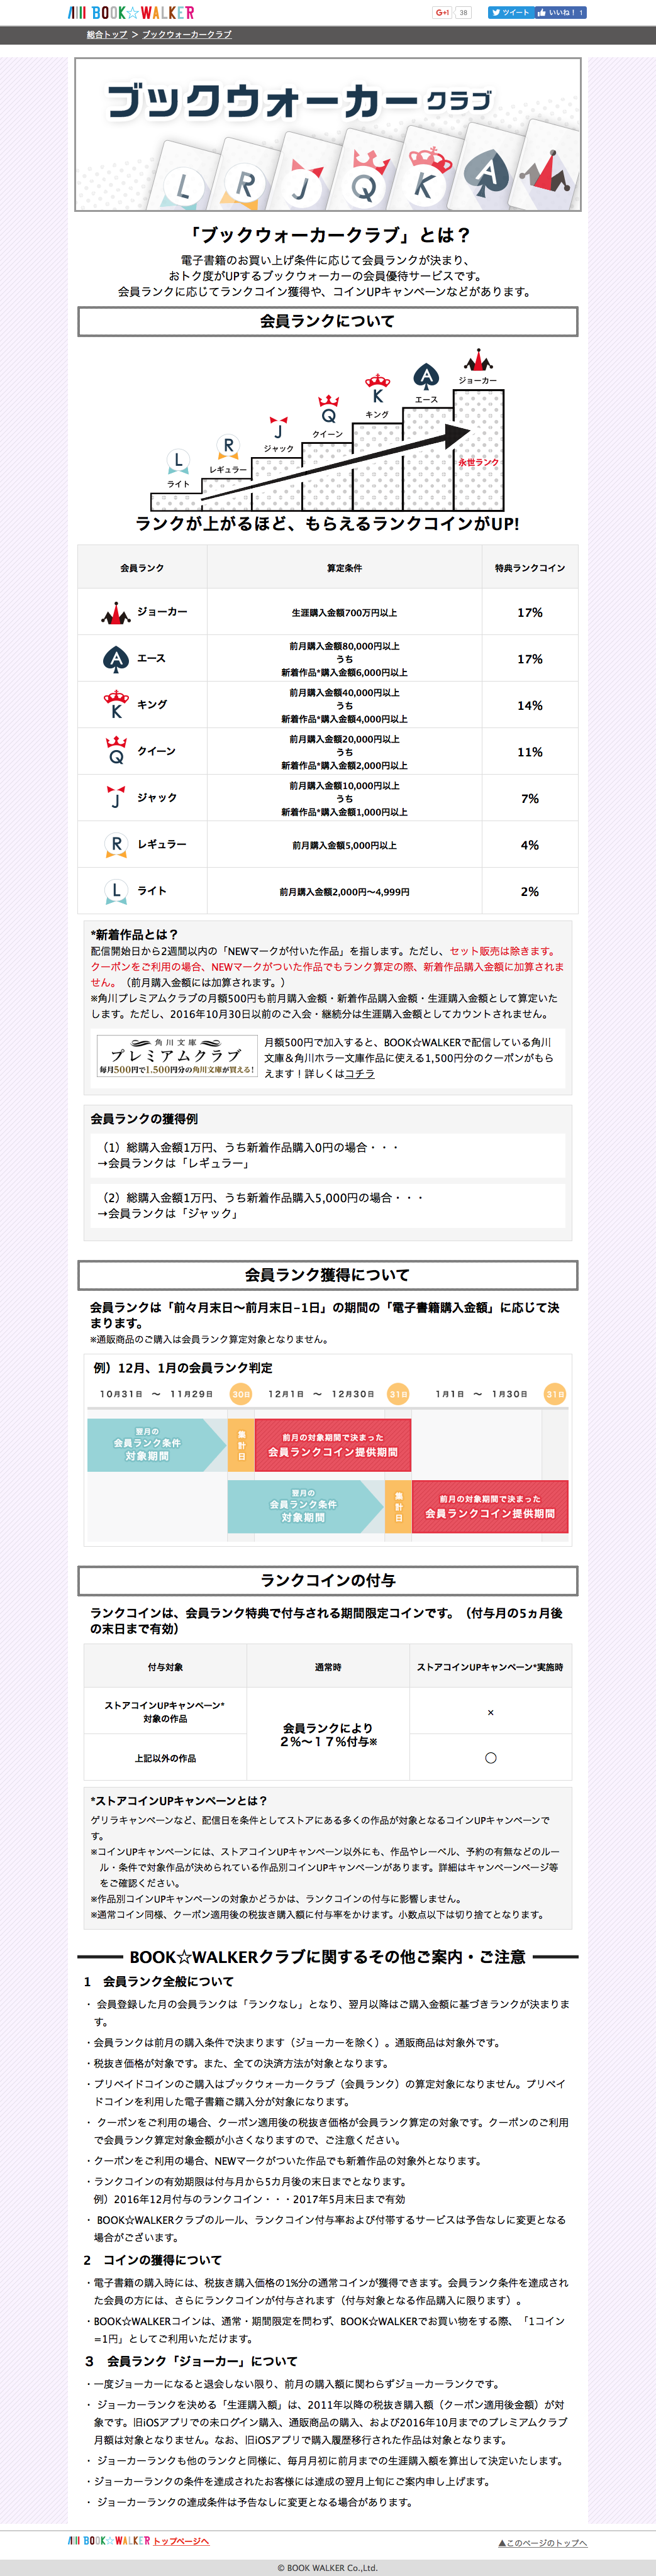 BOOK☆WALKER
G+1 38 ツイート いいね！ 1
総合トップ ＞ ブックウォーカークラブ
ブックウォーカークラブ
L R J Q K A
「ブックウォーカークラブ」とは？
電子書籍のお買い上げ条件に応じて会員ランクが決まり、
おトク度がUPするブックウォーカーの会員優待サービスです。
会員ランクに応じてランクコイン獲得や、コインUPキャンペーンなどがあります。
会員ランクについて
L ライト
R レギュラー
J ジャック
Q クイーン
K キング
A エース
ジョーカー
永世ランク
ランクが上がるほど、もらえるランクコインがUP!
会員ランク 算定条件 特典ランクコイン
ジョーカー 生涯購入金額700万円以上 17%
A エース 前月購入金額80,000円以上
うち
新着作品*購入金額6,000円以上 17%
K キング 前月購入金額40,000円以上
うち
新着作品*購入金額4,000円以上 14%
Q クイーン 前月購入金額20,000円以上
うち
新着作品*購入金額2,000円以上 11%
J ジャック 前月購入金額10,000円以上
うち
新着作品*購入金額1,000円以上 7%
R レギュラー 前月購入金額5,000円以上 4%
L ライト 前月購入金額2,000円〜4,999円 2%
*新着作品とは？
配信開始日から2週間以内の「NEWマークが付いた作品」を指します。ただし、セット販売は除きます。
クーポンをご利用の場合、NEWマークがついた作品でもランク算定の際、新着作品購入金額に加算されま
せん。（前月購入金額には加算されます。）
※角川プレミアムクラブの月額500円も前月購入金額・新着作品購入金額・生涯購入金額として算定いた
します。ただし、2016年10月30日以前のご入会・継続分は生涯購入金額としてカウントされません。
角川文庫
プレミアムクラブ
毎月500円で1,500円分の角川文庫が買える!
月額500円で加入すると、BOOK☆WALKERで配信している角川
文庫＆角川ホラー文庫作品に使える1,500円分のクーポンがもら
えます！詳しくはコチラ
会員ランクの獲得例
（1）総購入金額1万円、うち新着作品購入0円の場合・・・
→会員ランクは「レギュラー」
（2）総購入金額1万円、うち新着作品購入5,000円の場合・・・
→会員ランクは「ジャック」
会員ランク獲得について
会員ランクは「前々月末日〜前月末日−1日」の期間の「電子書籍購入金額」に応じて決
まります。
※通販商品のご購入は会員ランク算定対象となりません。
例）12月、1月の会員ランク判定
10月31日 〜 11月29日 30日 12月1日 〜 12月30日 31日 1月1日 〜 1月30日 31日
翌月の
会員ランク条件
対象期間
集計日
前月の対象期間で決まった
会員ランクコイン提供期間
翌月の
会員ランク条件
対象期間
集計日
前月の対象期間で決まった
会員ランクコイン提供期間
ランクコインの付与
ランクコインは、会員ランク特典で付与される期間限定コインです。（付与月の5ヵ月後
の末日まで有効）
付与対象 通常時 ストアコインUPキャンペーン*実施時
ストアコインUPキャンペーン*
対象の作品
会員ランクにより
２%〜１７%付与※
×
上記以外の作品 ◯
*ストアコインUPキャンペーンとは？
ゲリラキャンペーンなど、配信日を条件としてストアにある多くの作品が対象となるコインUPキャンペーンで
す。
※コインUPキャンペーンには、ストアコインUPキャンペーン以外にも、作品やレーベル、予約の有無などのルー
ル・条件で対象作品が決められている作品別コインUPキャンペーンがあります。詳細はキャンペーンページ等
をご確認ください。
※作品別コインUPキャンペーンの対象かどうかは、ランクコインの付与に影響しません。
※通常コイン同様、クーポン適用後の税抜き購入額に付与率をかけます。小数点以下は切り捨てとなります。
BOOK☆WALKERクラブに関するその他ご案内・ご注意
1 会員ランク全般について
・ 会員登録した月の会員ランクは「ランクなし」となり、翌月以降はご購入金額に基づきランクが決まりま
す。
・会員ランクは前月の購入条件で決まります（ジョーカーを除く）。通販商品は対象外です。
・税抜き価格が対象です。また、全ての決済方法が対象となります。
・プリペイドコインのご購入はブックウォーカークラブ（会員ランク）の算定対象になりません。プリペイ
ドコインを利用した電子書籍ご購入分が対象になります。
・ クーポンをご利用の場合、クーポン適用後の税抜き価格が会員ランク算定の対象です。クーポンのご利用
で会員ランク算定対象金額が小さくなりますので、ご注意ください。
・クーポンをご利用の場合、NEWマークがついた作品でも新着作品の対象外となります。
・ランクコインの有効期限は付与月から5カ月後の末日までとなります。
例）2016年12月付与のランクコイン・・・2017年5月末日まで有効
・ BOOK☆WALKERクラブのルール、ランクコイン付与率および付帯するサービスは予告なしに変更となる
場合がございます。
2 コインの獲得について
・電子書籍の購入時には、税抜き購入価格の1%分の通常コインが獲得できます。会員ランク条件を達成され
た会員の方には、さらにランクコインが付与されます（付与対象となる作品購入に限ります）。
・BOOK☆WALKERコインは、通常・期間限定を問わず、BOOK☆WALKERでお買い物をする際、「1コイン
=1円」としてご利用いただけます。
３ 会員ランク「ジョーカー」について
・一度ジョーカーになると退会しない限り、前月の購入額に関わらずジョーカーランクです。
・ ジョーカーランクを決める「生涯購入額」は、2011年以降の税抜き購入額（クーポン適用後金額）が対
象です。旧iOSアプリでの未ログイン購入、通販商品の購入、および2016年10月までのプレミアムクラブ
月額は対象となりません。なお、旧iOSアプリで購入履歴移行された作品は対象となります。
・ ジョーカーランクも他のランクと同様に、毎月月初に前月までの生涯購入額を算出して決定いたします。
・ジョーカーランクの条件を達成されたお客様には達成の翌月上旬にご案内申し上げます。
・ ジョーカーランクの達成条件は予告なしに変更となる場合があります。
BOOK☆WALKER トップページへ
▲このページのトップへ
© BOOK WALKER Co.,Ltd.